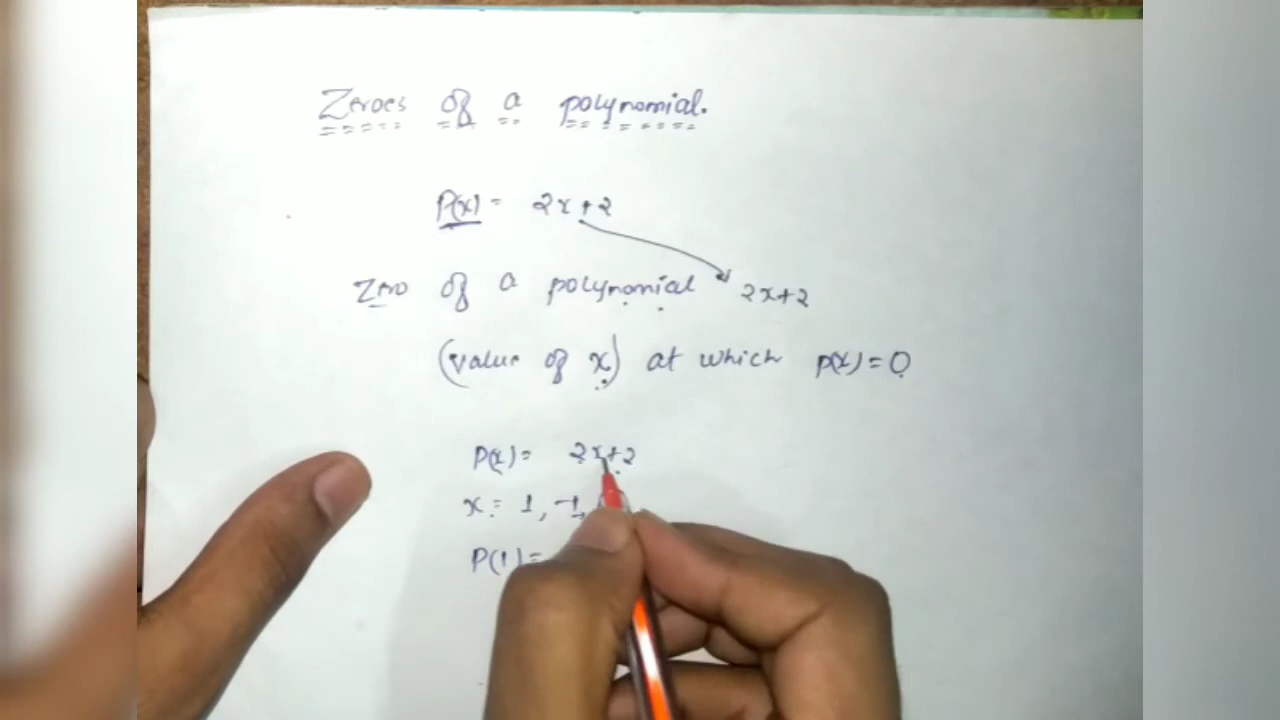 Zeroes of a polynomial.
P(x) = 2x+2
Zero of a polynomial 2x+2
(value of x) at which p(x) = 0
P(x) = 2x+2
x = 1, -1,
P(1) =